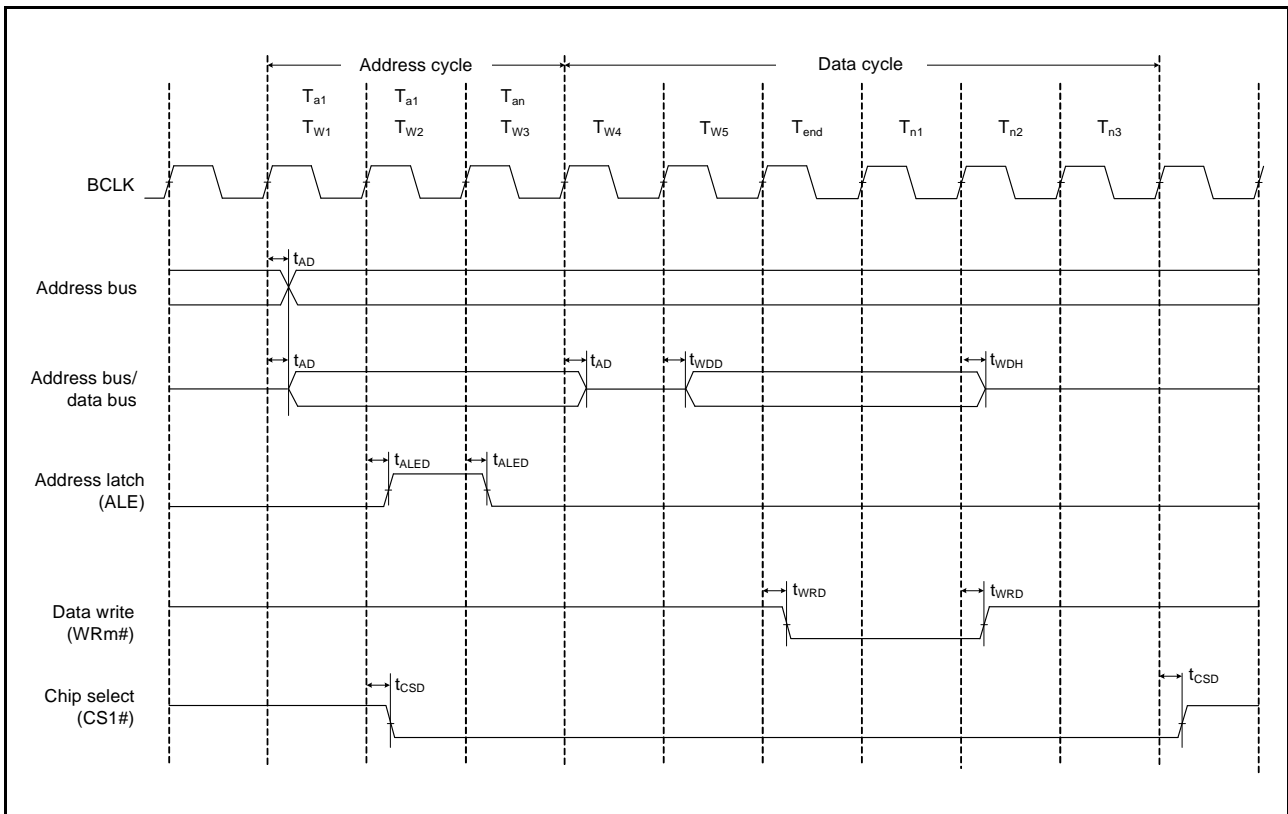 Address cycle Data cycle
Ta1 Ta1 Tan
TW1 TW2 TW3 TW4 TW5 Tend Tn1 Tn2 Tn3
BCLK
tAD
Address bus
tAD tAD tWDD tWDH
Address bus/
data bus
tALED tALED
Address latch
(ALE)
tWRD tWRD
Data write
(WRm#)
tCSD tCSD
Chip select
(CS1#)